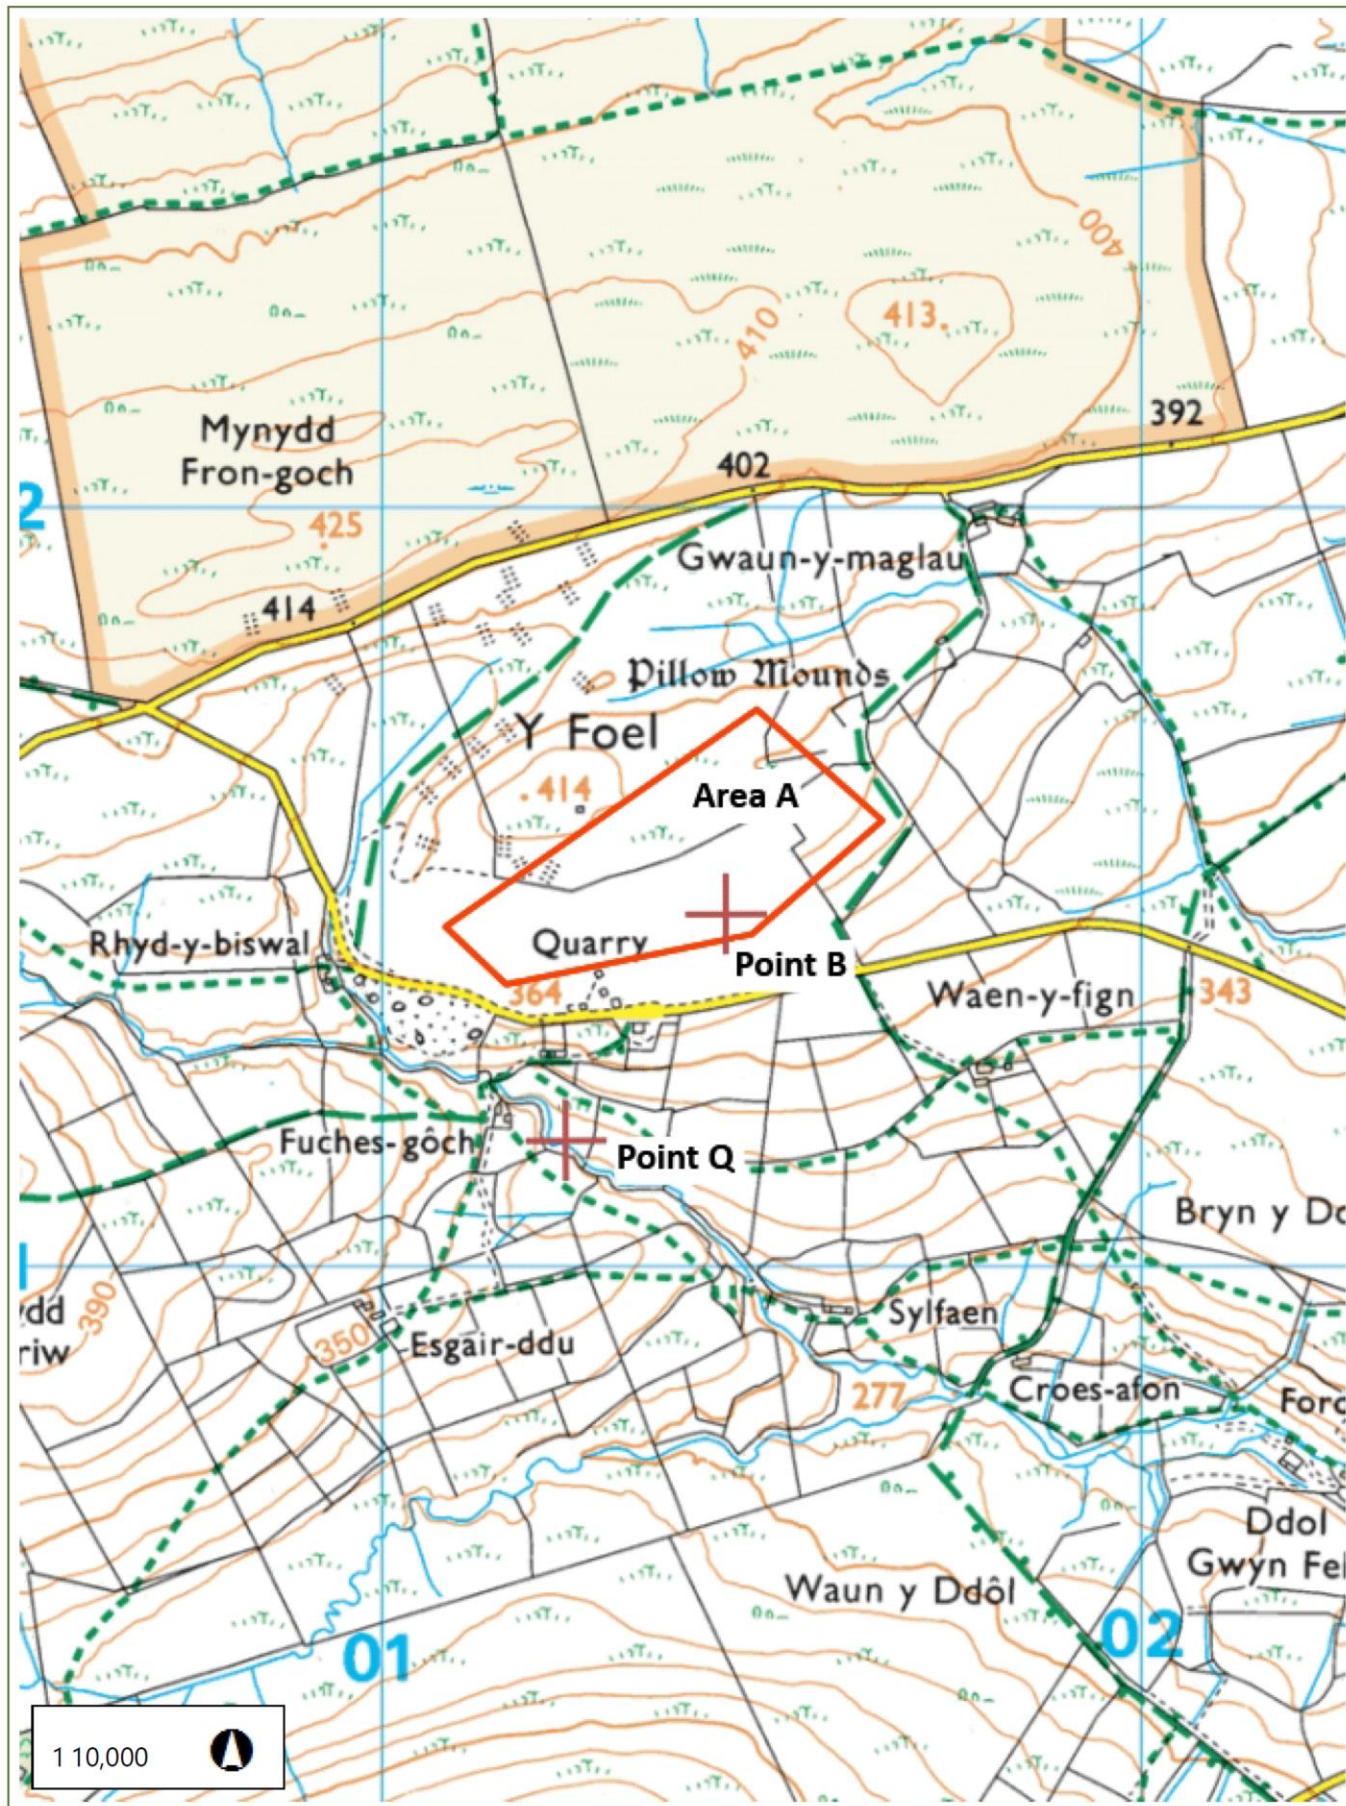 400
413.
410
392
Mynydd
Fron-goch
402
2
425
Gwaun-y-maglau
414
Pillow Mounds
Y Foel
. 414
Area A
Rhyd-y-biswal
Quarry
Point B
364
Waen-y-fign
343
Fuches-gôch
Point Q
Bryn y Do
1
ydd
riw
390
350
Esgair-ddu
Sylfaen
277
Croes-afon
Ford
Ddol
Gwyn Fe
Waun y Ddôl
01
02
1 10,000